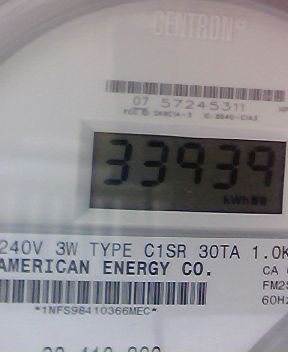 CENTRON®
07 57245311
33939
kWh
240V 3W TYPE C1SR 30TA 1.0K
AMERICAN ENERGY CO.
CA
FM2S
60Hz
*1NFS98410366MEC*